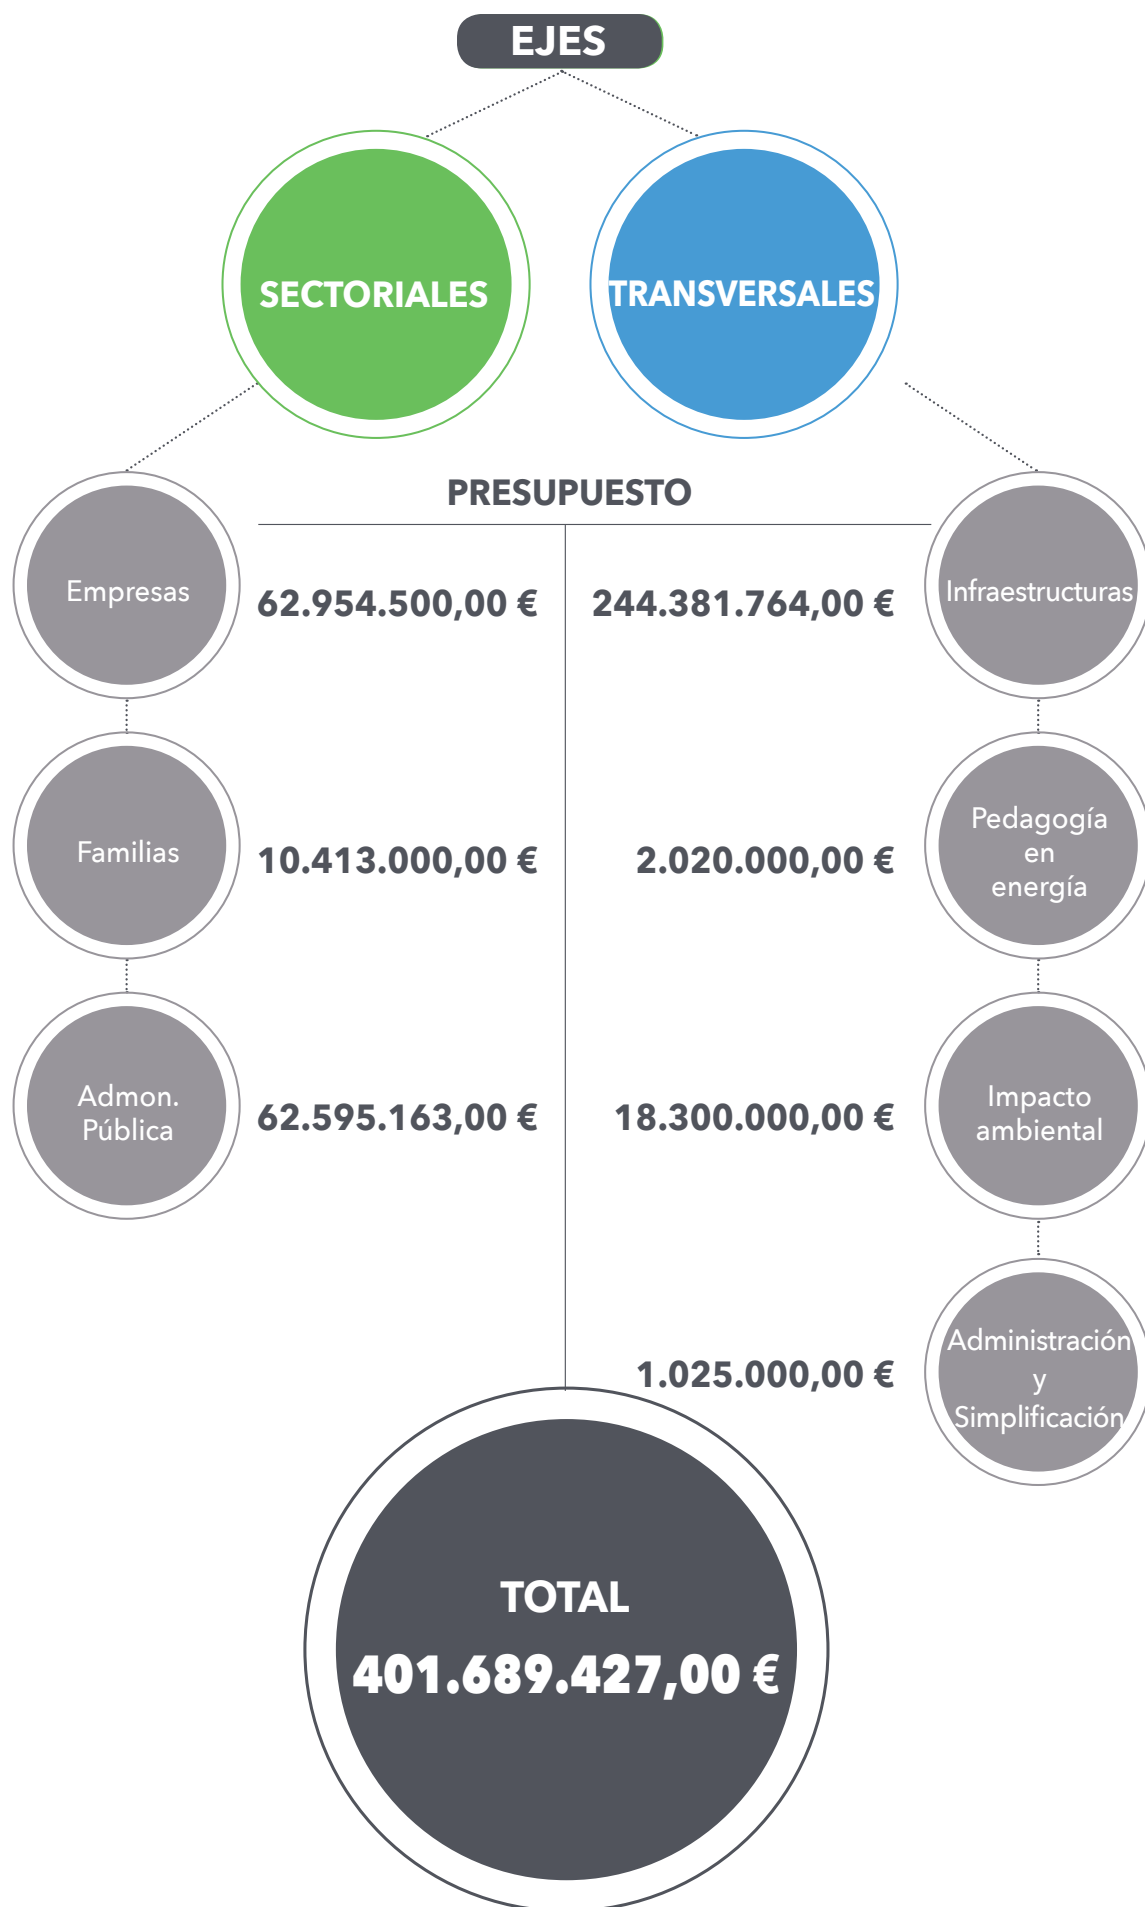 EJES
SECTORIALES
TRANSVERSALES
PRESUPUESTO
Empresas
62.954.500,00 €
244.381.764,00 €
Infraestructuras
Familias
10.413.000,00 €
2.020.000,00 €
Pedagogía
en
energía
Admon.
Pública
62.595.163,00 €
18.300.000,00 €
Impacto
ambiental
1.025.000,00 €
Administración
y
Simplificación
TOTAL
401.689.427,00 €